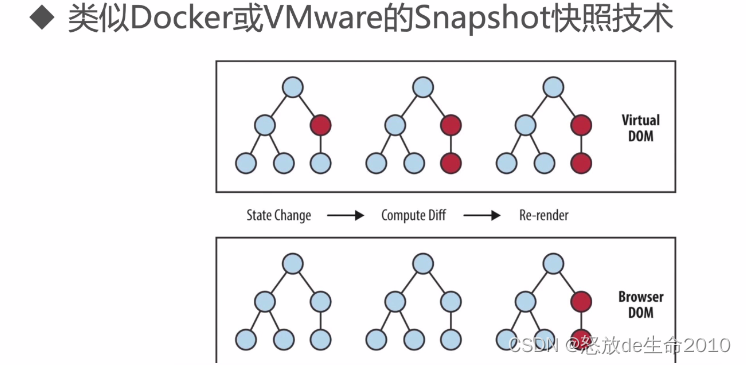 ◆ 类似Docker或VMware的Snapshot快照技术
Virtual
DOM
State Change
Compute Diff
Re-render
Browser
DOM
CSDN @怒放de生命2010